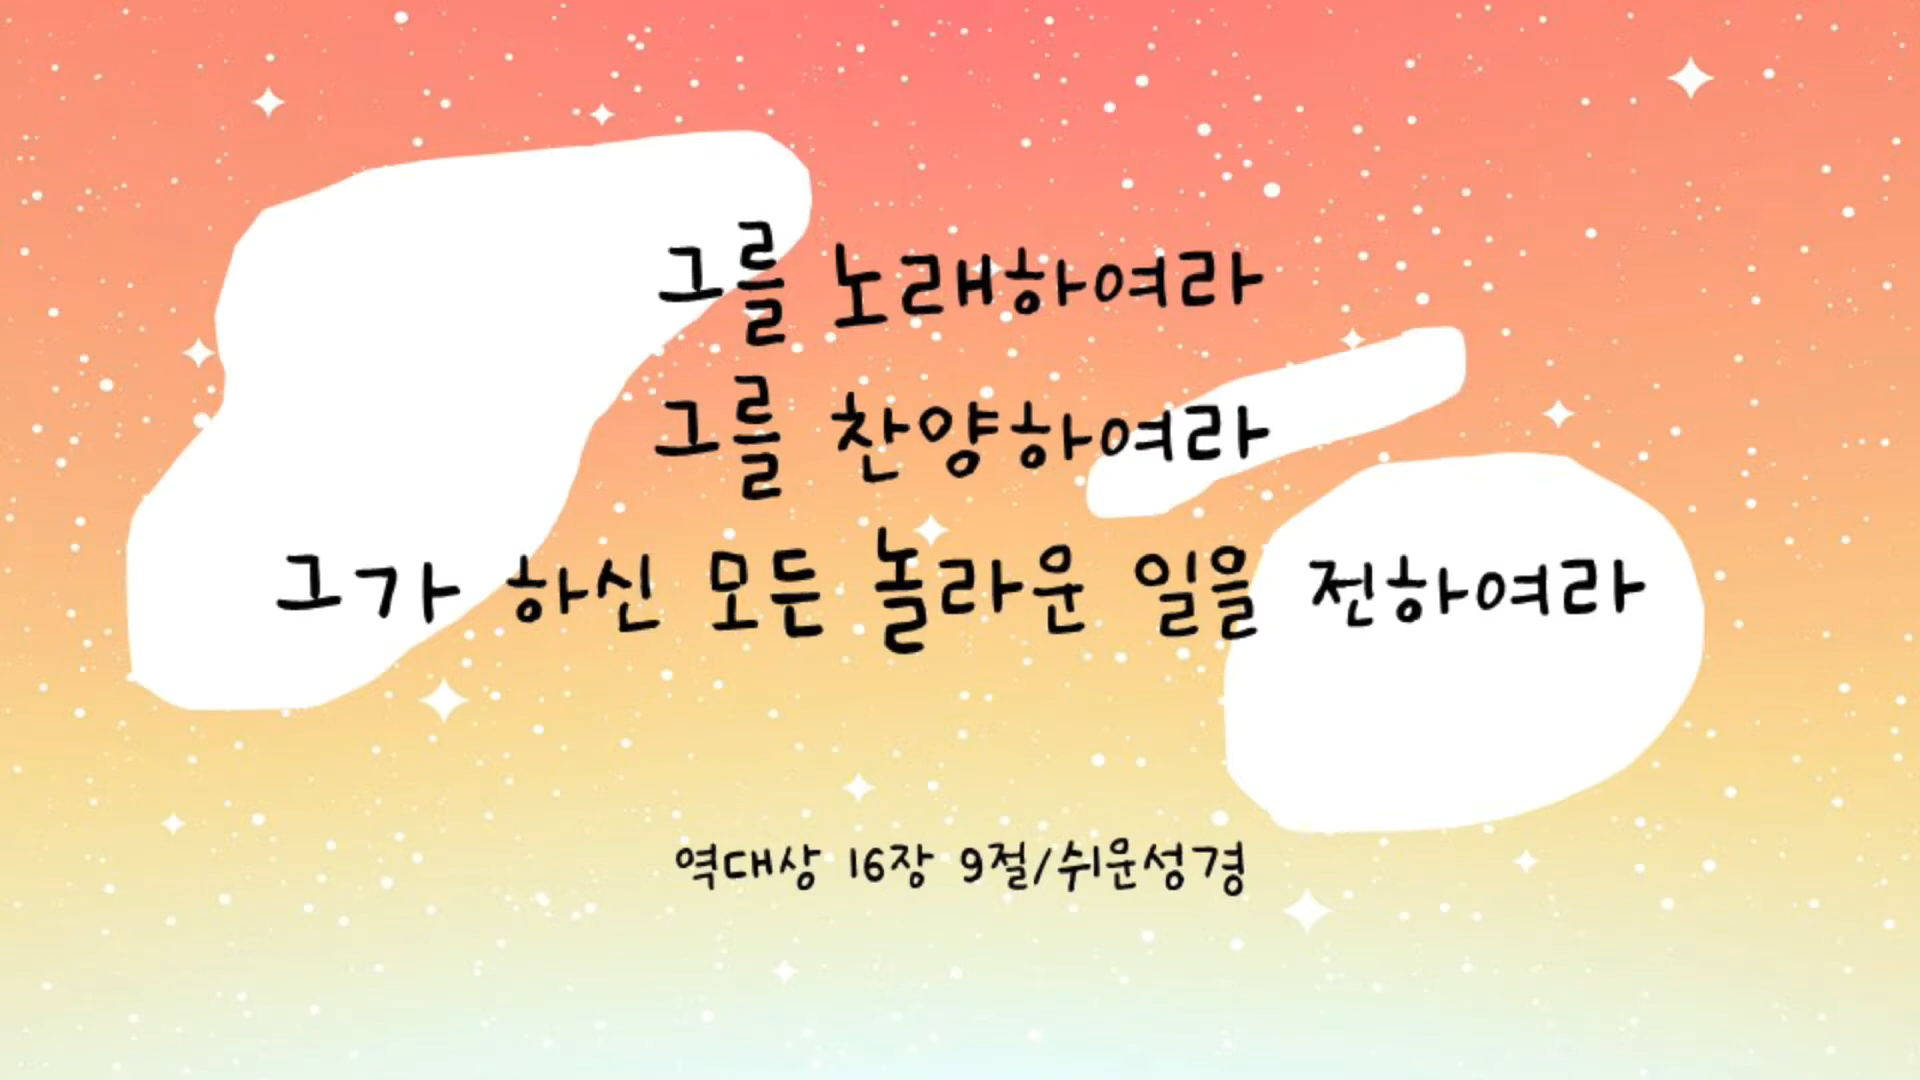 그를 노래하여라
그를 찬양하여라
그가 하신 모든 놀라운 일을 전하여라
역대상 16장 9절/쉬운성경